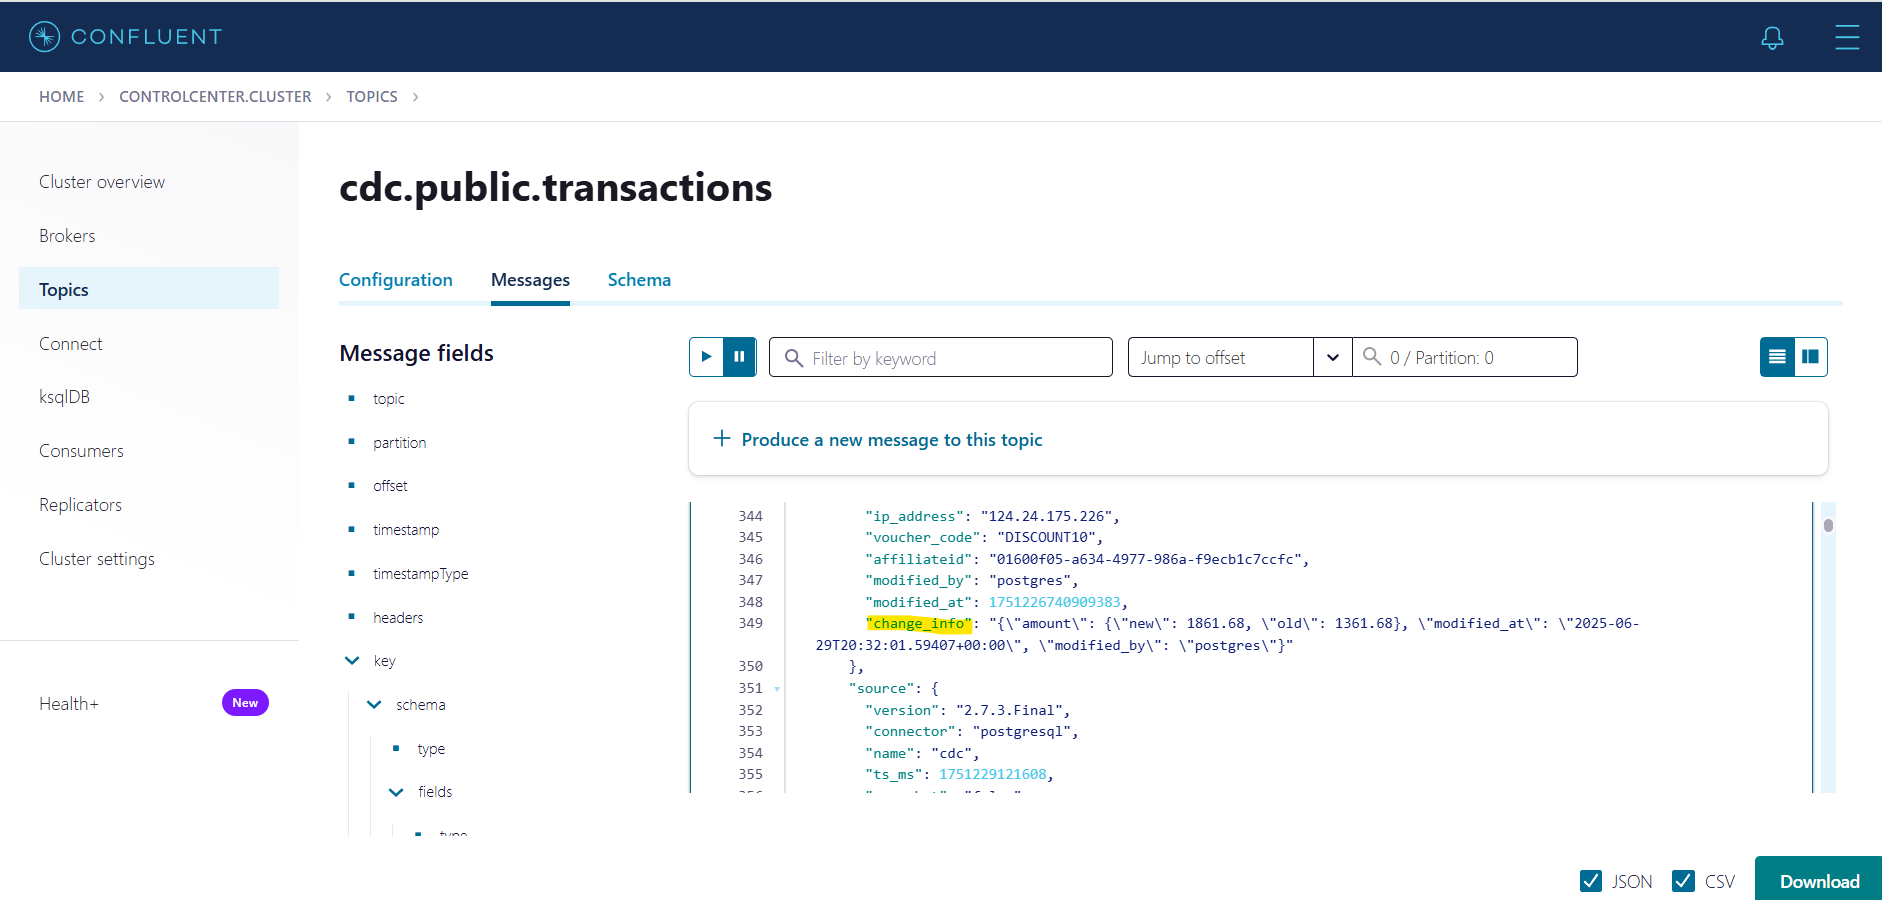 CONFLUENT
HOME > CONTROLCENTER.CLUSTER > TOPICS >
Cluster overview
Brokers
Topics
Connect
ksqlDB
Consumers
Replicators
Cluster settings
Health+
New
cdc.public.transactions
Configuration Messages Schema
Message fields
topic
partition
offset
timestamp
timestampType
headers
key
schema
type
fields
type
Filter by keyword
Jump to offset
0 / Partition: 0
+ Produce a new message to this topic
344 "ip_address": "124.24.175.226",
345 "voucher_code": "DISCOUNT10",
346 "affiliateid": "01600f05-a634-4977-986a-f9ecb1c7ccfc",
347 "modified_by": "postgres",
348 "modified_at": 1751226740909383,
349 "change_info": "{\"amount\": {\"new\": 1861.68, \"old\": 1361.68}, \"modified_at\": \"2025-06-
29T20:32:01.59407+00:00\", \"modified_by\": \"postgres\"}"
350 },
351 "source": {
352 "version": "2.7.3.Final",
353 "connector": "postgresql",
354 "name": "cdc",
355 "ts_ms": 1751229121608,
JSON CSV Download